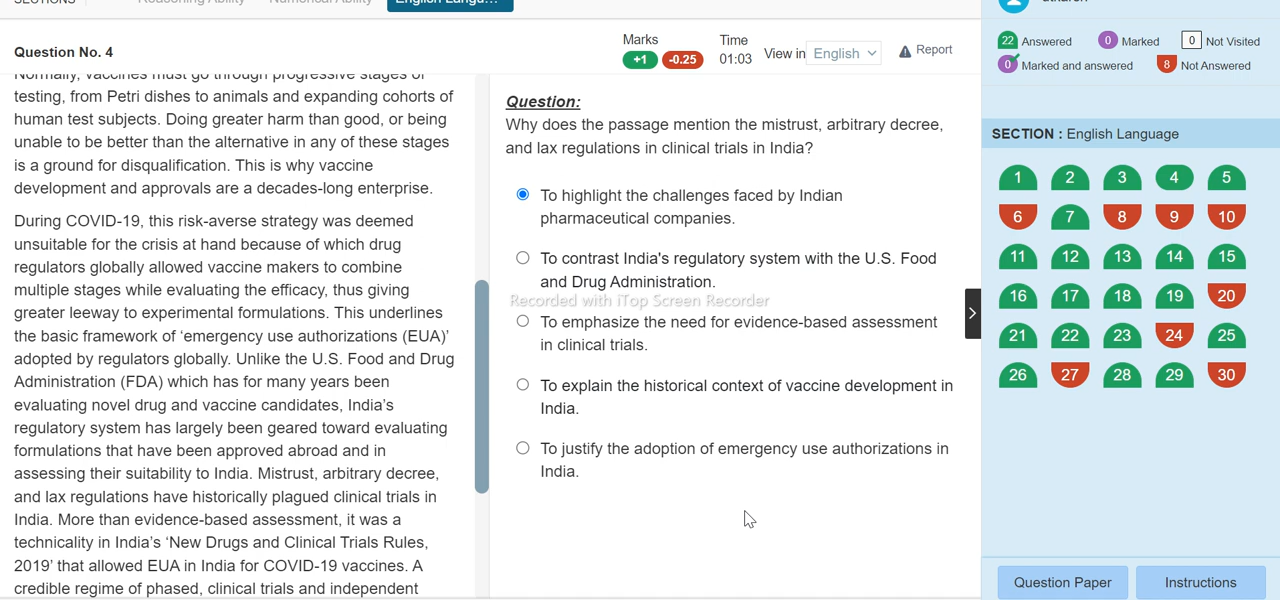 SECTIONS
Reasoning Ability
Numerical Ability
English Langu...
Question No. 4
Marks
+1
-0.25
Time
01:03
View in
English
Report
Normally, vaccines must go through progressive stages of
testing, from Petri dishes to animals and expanding cohorts of
human test subjects. Doing greater harm than good, or being
unable to be better than the alternative in any of these stages
is a ground for disqualification. This is why vaccine
development and approvals are a decades-long enterprise.
During COVID-19, this risk-averse strategy was deemed
unsuitable for the crisis at hand because of which drug
regulators globally allowed vaccine makers to combine
multiple stages while evaluating the efficacy, thus giving
greater leeway to experimental formulations. This underlines
the basic framework of ‘emergency use authorizations (EUA)’
adopted by regulators globally. Unlike the U.S. Food and Drug
Administration (FDA) which has for many years been
evaluating novel drug and vaccine candidates, India’s
regulatory system has largely been geared toward evaluating
formulations that have been approved abroad and in
assessing their suitability to India. Mistrust, arbitrary decree,
and lax regulations have historically plagued clinical trials in
India. More than evidence-based assessment, it was a
technicality in India’s ‘New Drugs and Clinical Trials Rules,
2019’ that allowed EUA in India for COVID-19 vaccines. A
credible regime of phased, clinical trials and independent
Question:
Why does the passage mention the mistrust, arbitrary decree,
and lax regulations in clinical trials in India?
To highlight the challenges faced by Indian
pharmaceutical companies.
To contrast India's regulatory system with the U.S. Food
and Drug Administration.
Recorded with iTop Screen Recorder
To emphasize the need for evidence-based assessment
in clinical trials.
To explain the historical context of vaccine development in
India.
To justify the adoption of emergency use authorizations in
India.
22 Answered
0 Marked
0 Not Visited
0 Marked and answered
8 Not Answered
SECTION : English Language
1 2 3 4 5
6 7 8 9 10
11 12 13 14 15
16 17 18 19 20
21 22 23 24 25
26 27 28 29 30
Question Paper
Instructions